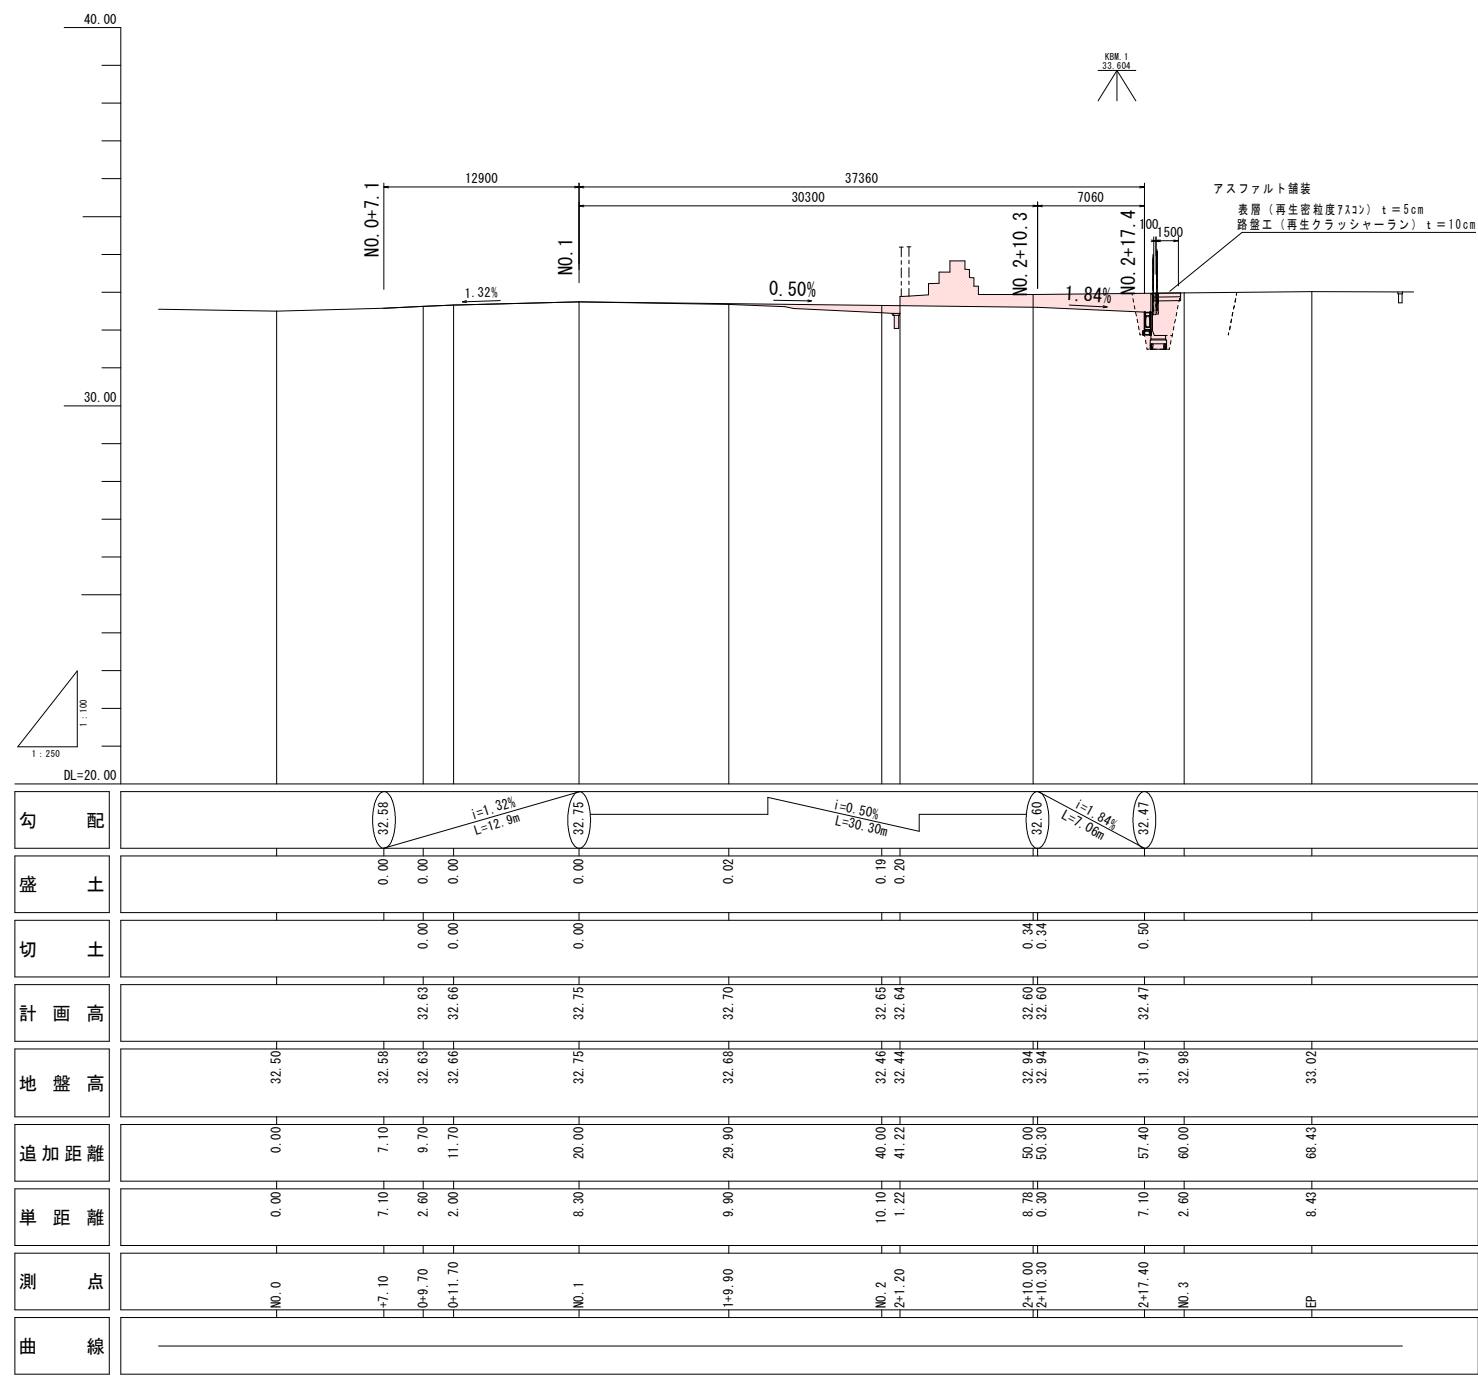 40.00
KBM.1
33.604
12900
37360
30300
7060
NO.0+7.1
NO.1
NO.2+10.3
NO.2+17.4
100
1500
アスファルト舗装
表層（再生密粒度ｱｽｺﾝ）ｔ＝5cm
路盤工（再生クラッシャーラン）ｔ＝10cm
1.32%
0.50%
1.84%
30.00
1：100
1：250
DL=20.00
勾配
32.58
i=1.32%
L=12.9m
32.75
i=0.50%
L=30.30m
32.60
i=1.84%
L=7.06m
32.47
盛土
0.00 0.00 0.00 0.00 0.02 0.19 0.20
切土
0.00 0.00 0.00 0.34 0.34 0.50
計画高
32.63 32.66 32.75 32.70 32.65 32.64 32.60 32.60 32.47
地盤高
32.50 32.58 32.63 32.66 32.75 32.68 32.46 32.44 32.94 32.94 31.97 32.98 33.02
追加距離
0.00 7.10 9.70 11.70 20.00 29.90 40.00 41.22 50.00 50.30 57.40 60.00 68.43
単距離
0.00 7.10 2.60 2.00 8.30 9.90 10.10 1.22 8.78 0.30 7.10 2.60 8.43
測点
NO.0 +7.10 0+9.70 0+11.70 NO.1 1+9.90 NO.2 2+1.20 2+10.00 2+10.30 2+17.40 NO.3 EP
曲線